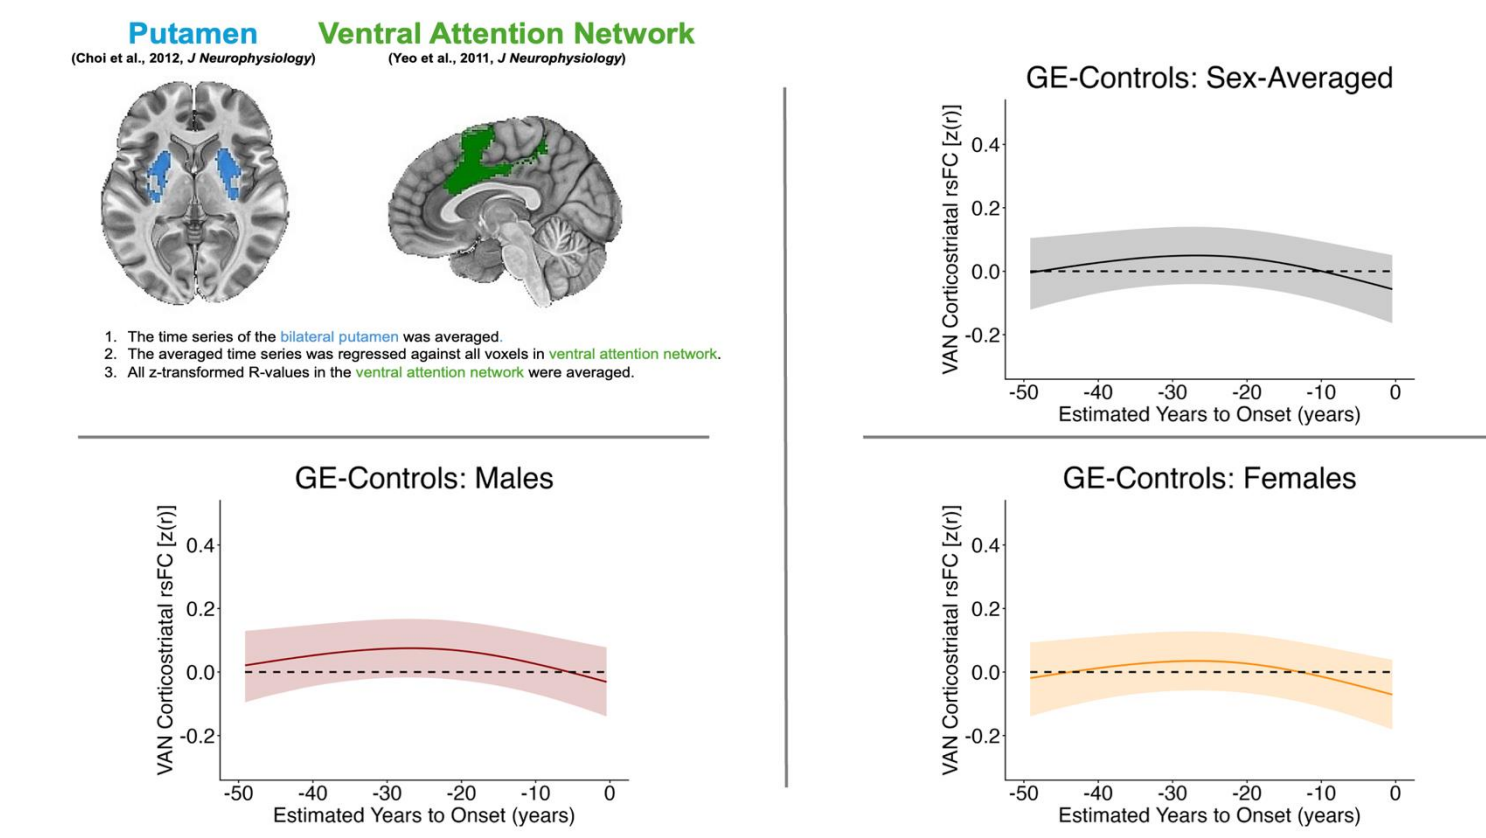 Putamen
(Choi et al., 2012, J Neurophysiology)
Ventral Attention Network
(Yeo et al., 2011, J Neurophysiology)
1. The time series of the bilateral putamen was averaged.
2. The averaged time series was regressed against all voxels in ventral attention network.
3. All z-transformed R-values in the ventral attention network were averaged.
GE-Controls: Sex-Averaged
VAN Corticostriatal rsFC [z(r)]
0.4
0.2
0.0
-0.2
-50 -40 -30 -20 -10 0
Estimated Years to Onset (years)
GE-Controls: Males
VAN Corticostriatal rsFC [z(r)]
0.4
0.2
0.0
-0.2
-50 -40 -30 -20 -10 0
Estimated Years to Onset (years)
GE-Controls: Females
VAN Corticostriatal rsFC [z(r)]
0.4
0.2
0.0
-0.2
-50 -40 -30 -20 -10 0
Estimated Years to Onset (years)